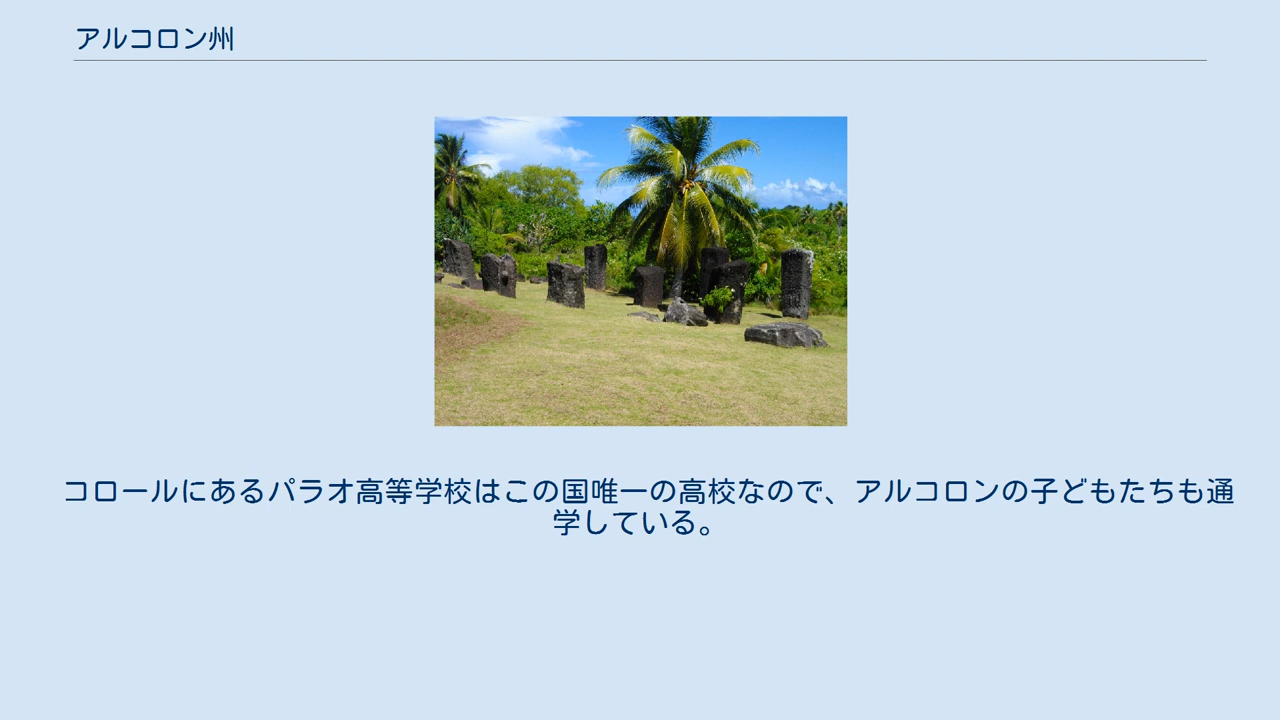 アルコロン州
コロールにあるパラオ高等学校はこの国唯一の高校なので、アルコロンの子どもたちも通
学している。